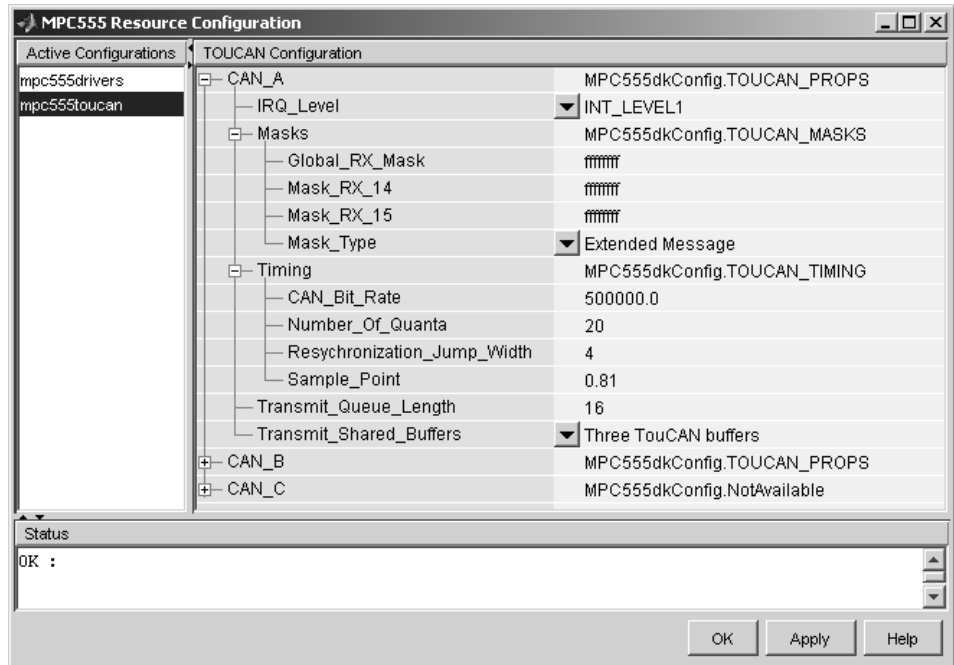 MPC555 Resource Configuration
Active Configurations
mpc555drivers
mpc555toucan
TOUCAN Configuration
CAN_A MPC555dkConfig.TOUCAN_PROPS
IRQ_Level INT_LEVEL1
Masks MPC555dkConfig.TOUCAN_MASKS
Global_RX_Mask ffffffff
Mask_RX_14 ffffffff
Mask_RX_15 ffffffff
Mask_Type Extended Message
Timing MPC555dkConfig.TOUCAN_TIMING
CAN_Bit_Rate 500000.0
Number_Of_Quanta 20
Resychronization_Jump_Width 4
Sample_Point 0.81
Transmit_Queue_Length 16
Transmit_Shared_Buffers Three TouCAN buffers
CAN_B MPC555dkConfig.TOUCAN_PROPS
CAN_C MPC555dkConfig.NotAvailable
Status
OK :
OK Apply Help